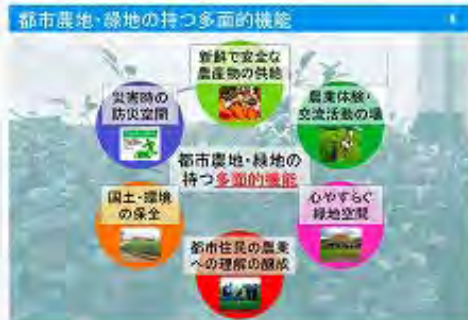 都市農地・緑地の持つ多面的機能
新鮮で安全な
農産物の供給
災害時の
防災空間
農業体験・
交流活動の場
都市農地・緑地の
持つ多面的機能
国土・環境
の保全
心やすらぐ
緑地空間
都市住民の農業
への理解の醸成